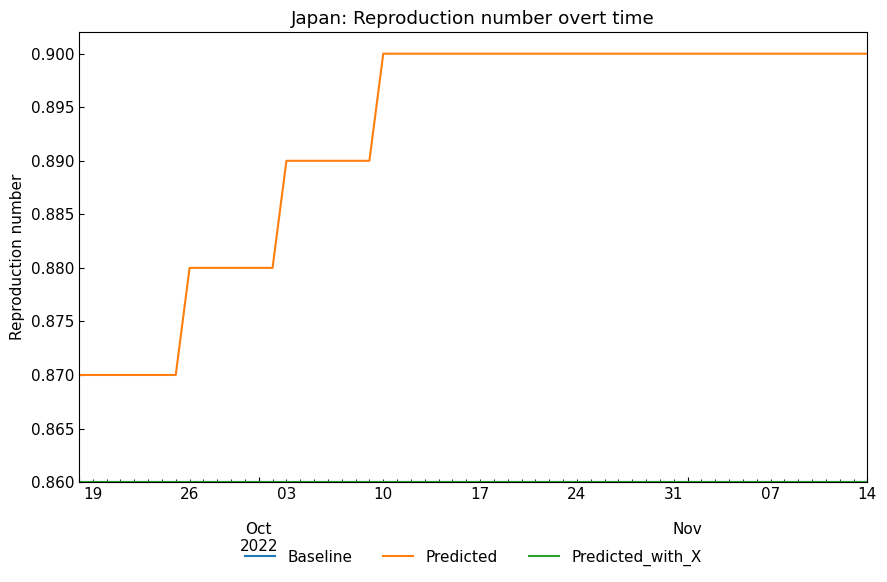 Japan: Reproduction number overt time
Reproduction number
0.900
0.895
0.890
0.885
0.880
0.875
0.870
0.865
0.860
19 26 03 10 17 24 31 07 14
Oct Nov
2022
Baseline Predicted Predicted_with_X